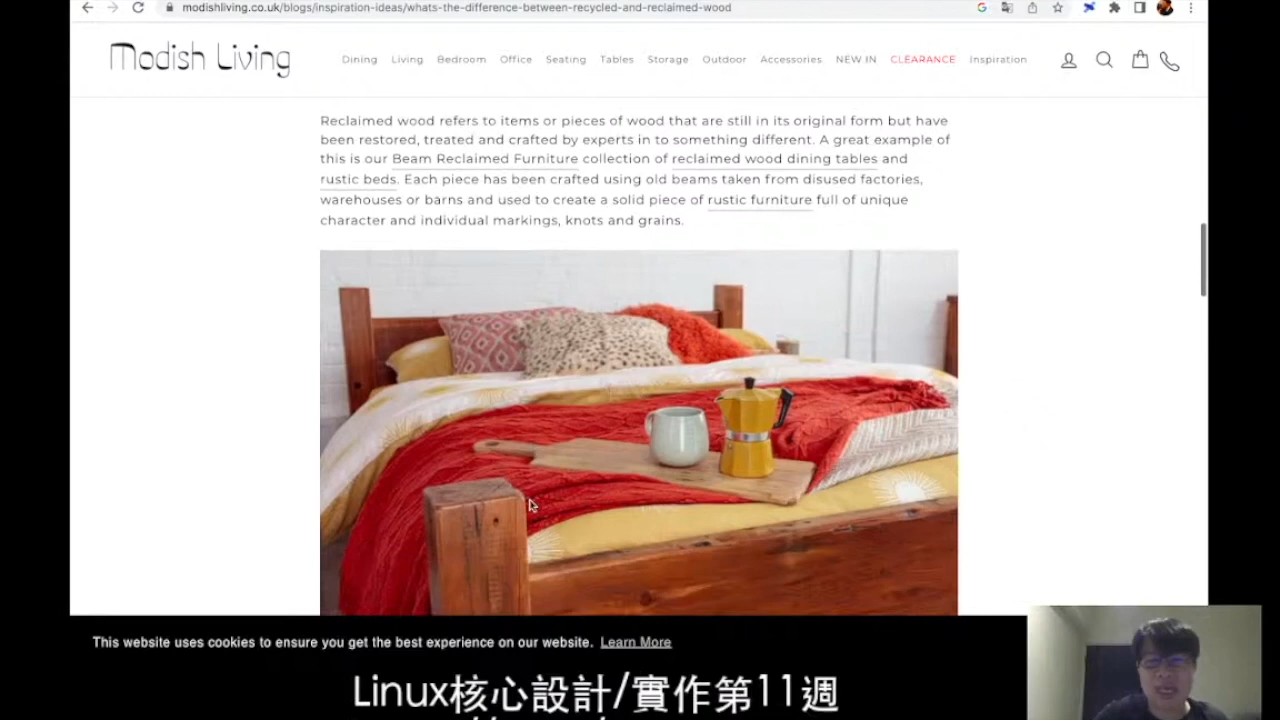 modishliving.co.uk/blogs/inspiration-ideas/whats-the-difference-between-recycled-and-reclaimed-wood
Modish Living
Dining Living Bedroom Office Seating Tables Storage Outdoor Accessories NEW IN CLEARANCE Inspiration
Reclaimed wood refers to items or pieces of wood that are still in its original form but have
been restored, treated and crafted by experts in to something different. A great example of
this is our Beam Reclaimed Furniture collection of reclaimed wood dining tables and
rustic beds. Each piece has been crafted using old beams taken from disused factories,
warehouses or barns and used to create a solid piece of rustic furniture full of unique
character and individual markings, knots and grains.
This website uses cookies to ensure you get the best experience on our website. Learn More
Linux核心設計/實作第11週